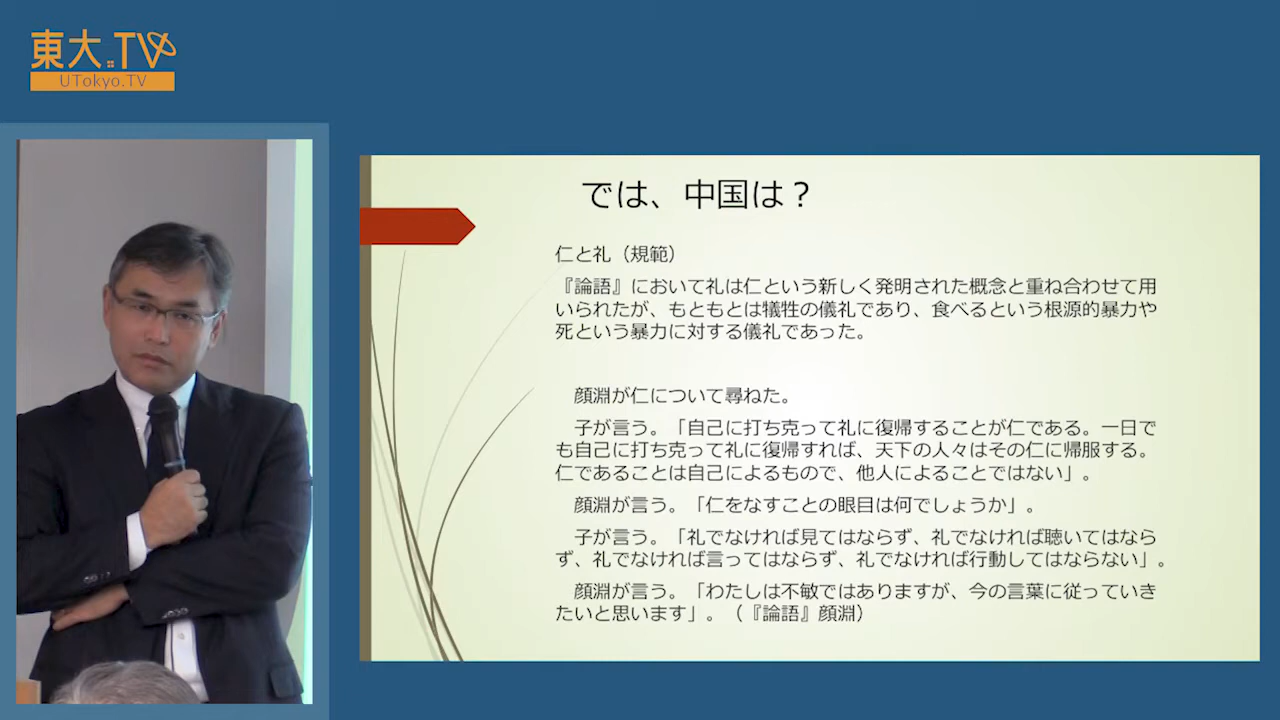 東大.TV
UTokyo.TV
では、中国は？
仁と礼（規範）
『論語』において礼は仁という新しく発明された概念と重ね合わせて用
いられたが、もともとは犠牲の儀礼であり、食べるという根源的暴力や
死という暴力に対する儀礼であった。
顔淵が仁について尋ねた。
子が言う。「自己に打ち克って礼に復帰することが仁である。一日で
も自己に打ち克って礼に復帰すれば、天下の人々はその仁に帰服する。
仁であることは自己によるもので、他人によることではない」。
顔淵が言う。「仁をなすことの眼目は何でしょうか」。
子が言う。「礼でなければ見てはならず、礼でなければ聴いてはなら
ず、礼でなければ言ってはならず、礼でなければ行動してはならない」。
顔淵が言う。「わたしは不敏ではありますが、今の言葉に従っていき
たいと思います」。（『論語』顔淵）